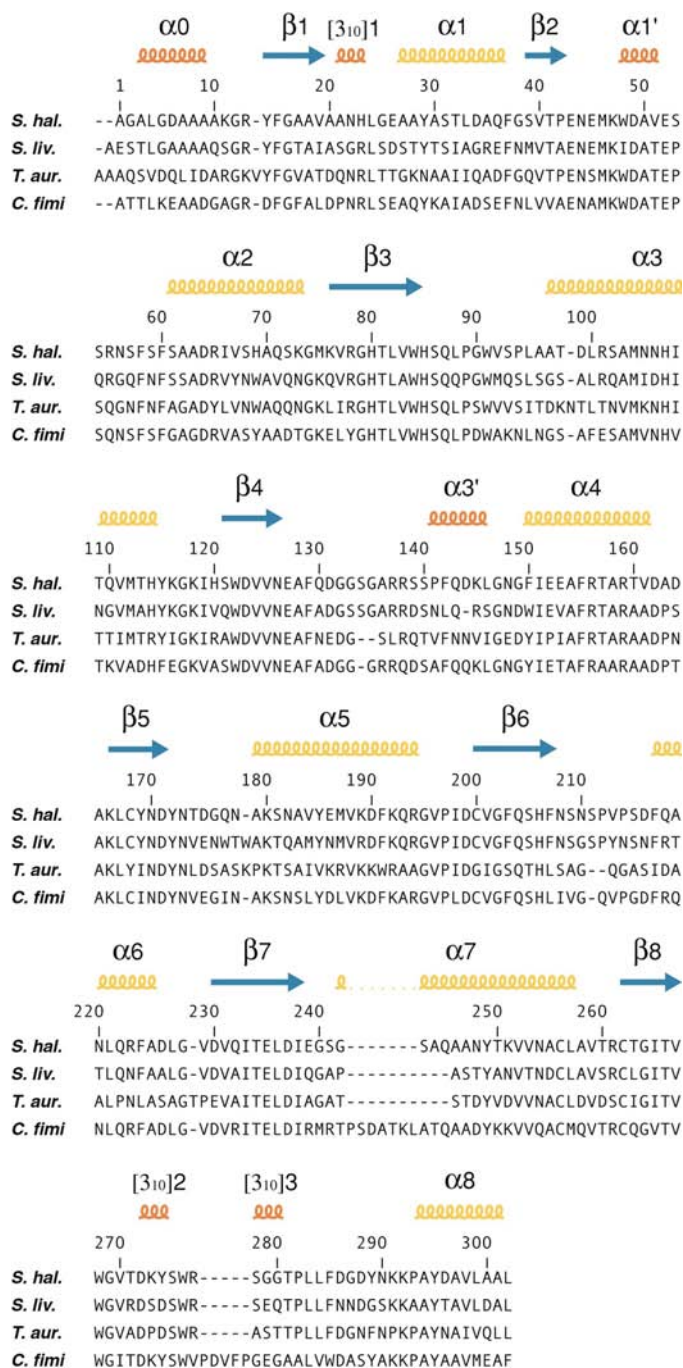 α0 β1 [3₁₀]1 α1 β2 α1'
1 10 20 30 40 50
S. hal. --AGALGDAAAAKGR-YFGAAVAANHLGEAAYASTLDAQFGSVTPENEMKWDAVES
S. liv. -AESTLGAAAAQSGR-YFGTAIASGRLSDSTYTSIAGREFNMVTAENEMKIDATEP
T. aur. AAAQSVDQLIDARGKVYFGVATDQNRLTTGKNAAIIQADFGQVTPENSMKWDATEP
C. fimi --ATTLKEAADGAGR-DFGFALDPNRLSEAQYKAIADSEFNLVVAENAMKWDATEP
α2 β3 α3
60 70 80 90 100
S. hal. SRNSFSFSAADRIVSHAQSKGMKVRGHTLVWHSQLPGWVSPLAAT-DLRSAMNNHI
S. liv. QRGQFNFSSADRVYNWAVQNGKQVRGHTLAWHSQQPGWMQSLSGS-ALRQAMIDHI
T. aur. SQGNFNFAGADYLVNWAQQNGKLIRGHTLVWHSQLPSWVVSITDKNTLTNVMKNHI
C. fimi SQNSFSFGAGDRVASYAADTGKELYGHTLVWHSQLPDWAKNLNGS-AFESAMVNHV
β4 α3' α4
110 120 130 140 150 160
S. hal. TQVMTHYKGKIHSWDVVNEAFQDGGSGARRSSPFQDKLGNGFIEEAFRTARTVDAD
S. liv. NGVMAHYKGKIVQWDVVNEAFADGSSGARRDSNLQ-RSGNDWIEVAFRTARAADPS
T. aur. TTIMTRYIGKIRAWDVVNEAFNEDG--SLRQTVFNNVIGEDYIPIAFRTARAADPN
C. fimi TKVADHFEGKVASWDVVNEAFADGG-GRRQDSAFQQKLGNGYIETAFRAARAADPT
β5 α5 β6
170 180 190 200 210
S. hal. AKLCYNDYNTDGQN-AKSNAVYEMVKDFKQRGVPIDCVGFQSHFNSNSPVPSDFQA
S. liv. AKLCYNDYNVENWTWAKTQAMYNMVRDFKQRGVPIDCVGFQSHFNSGSPYNSNFRT
T. aur. AKLYINDYNLDSASKPKTSAIVKRVKKWRAAGVPIDGIGSQTHLSAG--QGASIDA
C. fimi AKLCINDYNVEGIN-AKSNSLYDLVKDFKARGVPLDCVGFQSHLIVG-QVPGDFRQ
α6 β7 α7 β8
220 230 240 250 260
S. hal. NLQRFADLG-VDVQITELDIEGSG--------SAQAANYTKVVNACLAVTRCTGITV
S. liv. TLQNFAALG-VDVAITELDIQGAP----------ASTYANVTNDCLAVSRCLGITV
T. aur. ALPNLASAGTPEVAITELDIAGAT----------STDYVDVVNACLDVDSCIGITV
C. fimi NLQRFADLG-VDVRITELDIRMRTPSDATKLATQAADYKKVVQACMQVTRCQGVTV
[3₁₀]2 [3₁₀]3 α8
270 280 290 300
S. hal. WGVTDKYSWR-----SGGTPLLFDGDYNKKPAYDAVLAAL
S. liv. WGVRDSDSWR-----SEQTPLLFNNDGSKKAAYTAVLDAL
T. aur. WGVADPDSWR-----ASTTPLLFDGNFNPKPAYNAIVQLL
C. fimi WGITDKYSWVPDVFPGEGAALVWDASYAKKPAYAAVMEAF